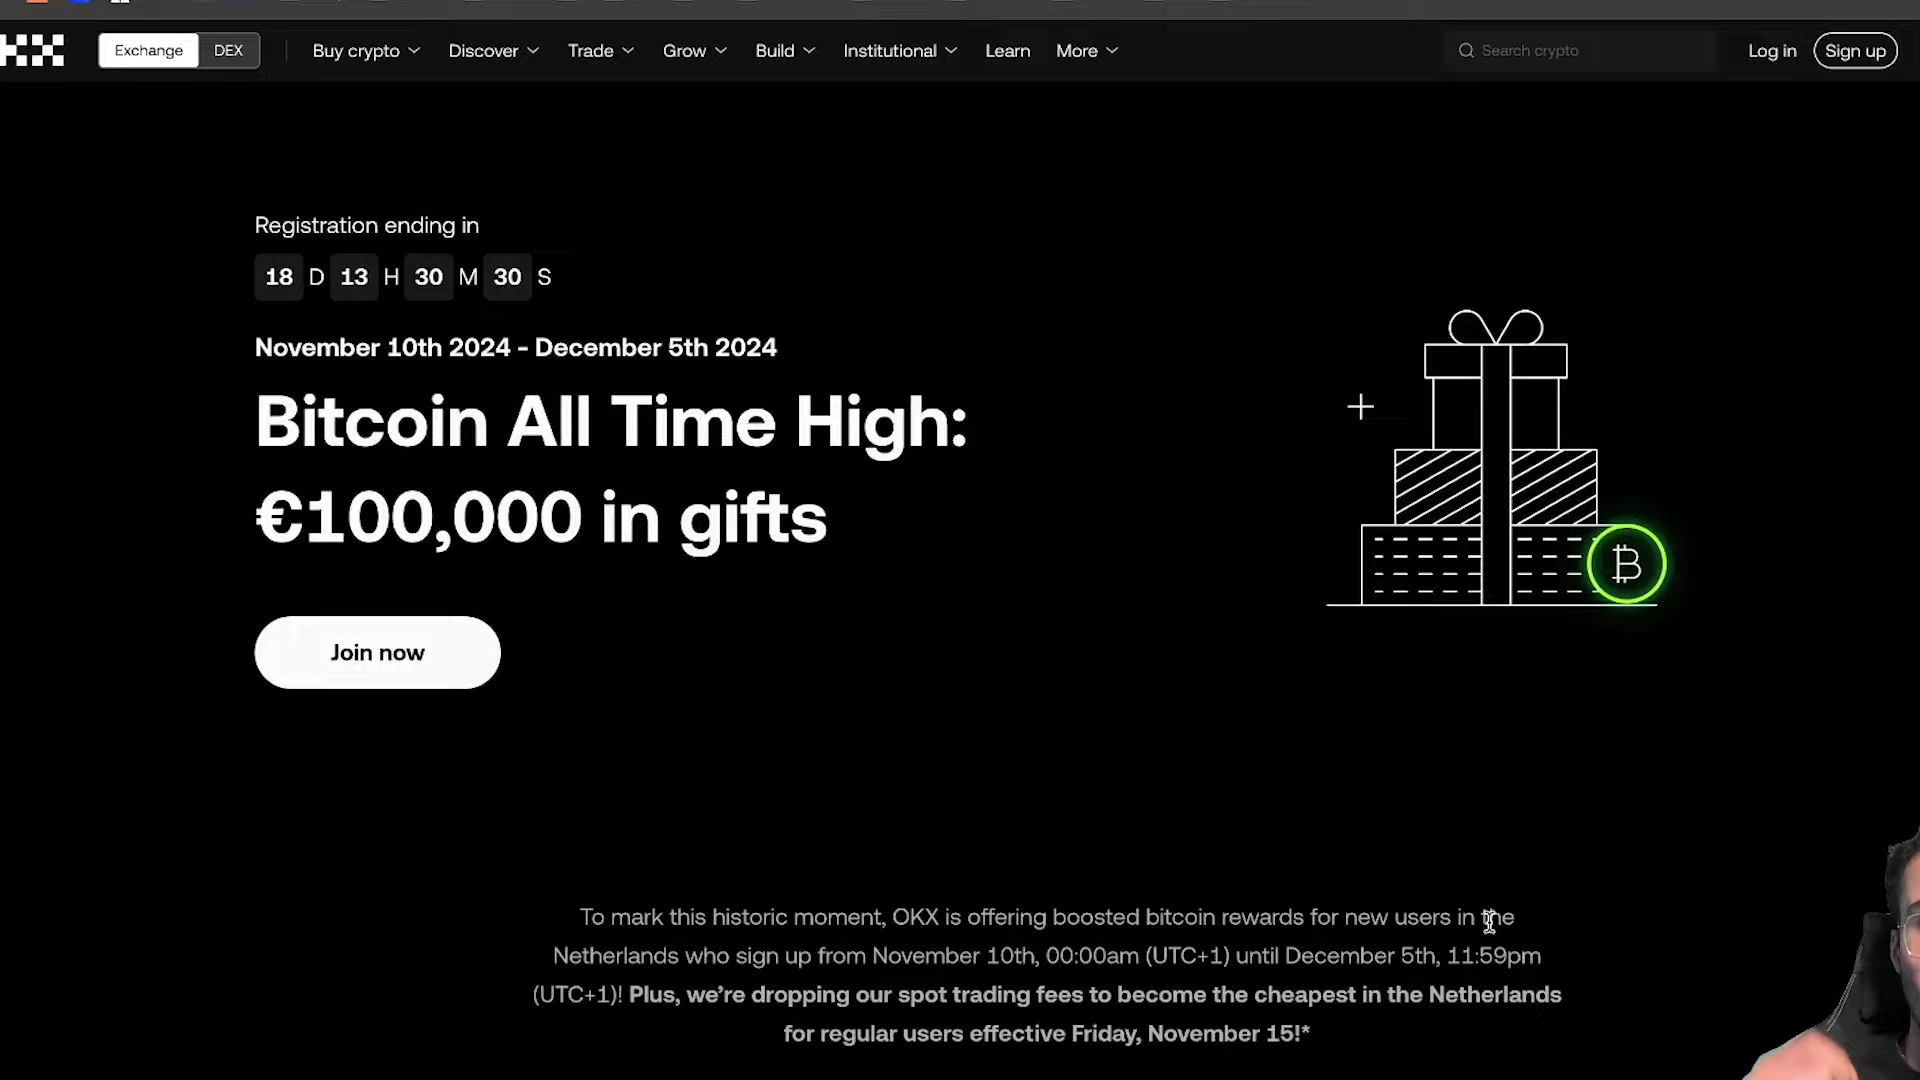 Exchange DEX Buy crypto Discover Trade Grow Build Institutional Learn More Search crypto Log in Sign up
Registration ending in
18 D 13 H 30 M 30 S
November 10th 2024 - December 5th 2024
Bitcoin All Time High:
€100,000 in gifts
Join now
To mark this historic moment, OKX is offering boosted bitcoin rewards for new users in the
Netherlands who sign up from November 10th, 00:00am (UTC+1) until December 5th, 11:59pm
(UTC+1)! Plus, we're dropping our spot trading fees to become the cheapest in the Netherlands
for regular users effective Friday, November 15!*